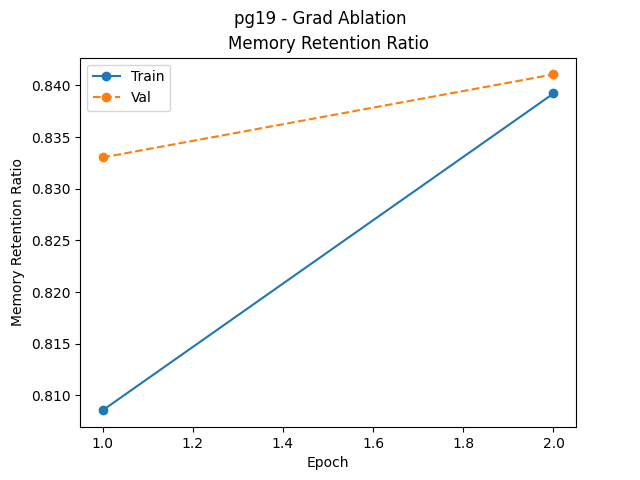 pg19 - Grad Ablation
Memory Retention Ratio
Train
Val
Memory Retention Ratio
0.840
0.835
0.830
0.825
0.820
0.815
0.810
1.0 1.2 1.4 1.6 1.8 2.0
Epoch